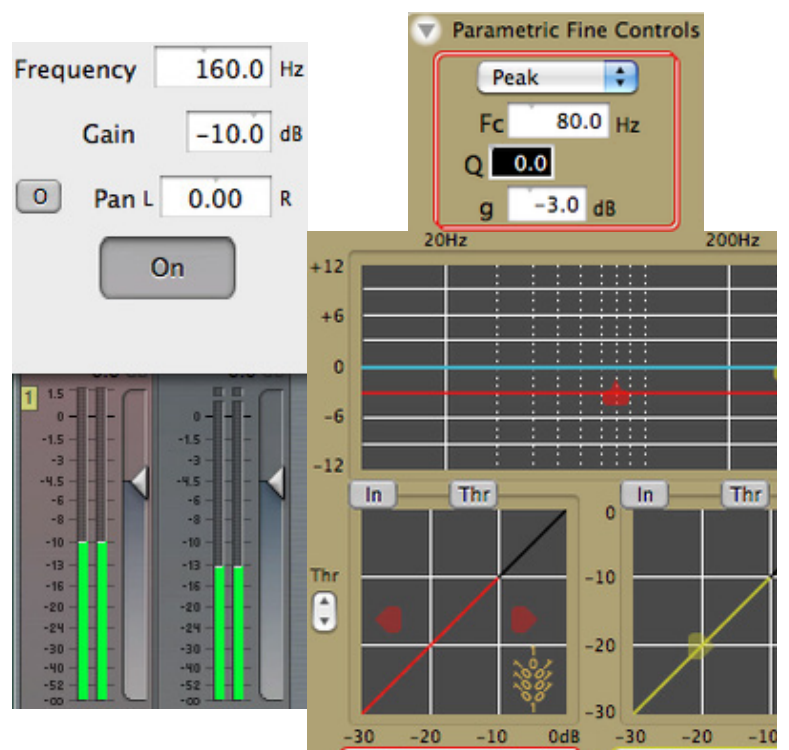 Parametric Fine Controls
Peak
Fc 80.0 Hz
Q 0.0
g -3.0 dB
Frequency 160.0 Hz
Gain -10.0 dB
O Pan L 0.00 R
On
20Hz 200Hz
+12
+6
0
-6
-12
1
1.5
0
-1.5
-3
-4.5
-6
-8
-10
-13
-16
-20
-24
-30
-40
-52
-∞
0
-1.5
-3
-4.5
-6
-8
-10
-13
-16
-20
-24
-30
-40
-52
-∞
In Thr
Thr
-30 -20 -10 0dB
In Thr
0
-10
-20
-30
-30 -20 -10